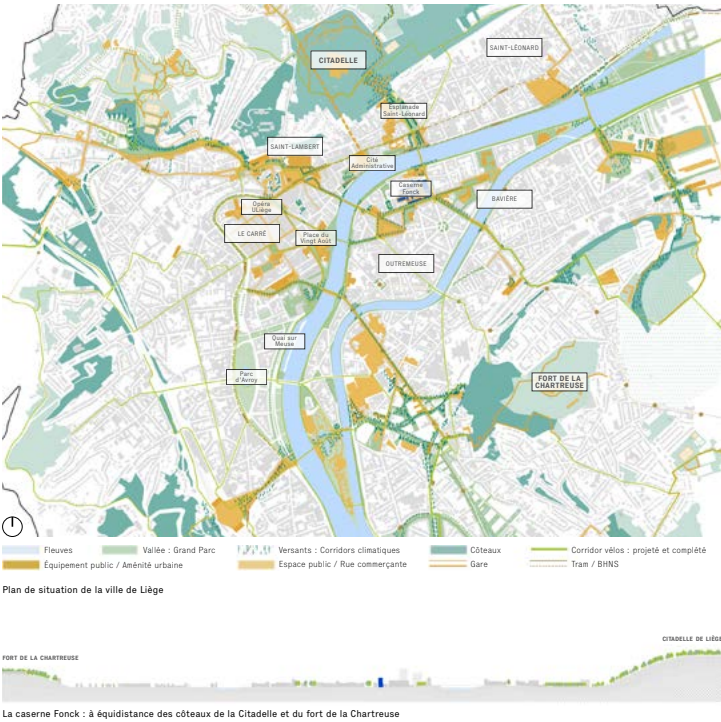 CITADELLE
SAINT-LÉONARD
Esplanade
Saint-Léonard
SAINT-LAMBERT
Cité
Administrative
Caserne
Fonck
BAVIÈRE
Opéra
ULiège
LE CARRÉ
Place du
Vingt Août
OUTREMEUSE
Quai sur
Meuse
Parc
d'Avroy
FORT DE LA
CHARTREUSE
Fleuves
Vallée : Grand Parc
Versants : Corridors climatiques
Côteaux
Corridor vélos : projeté et complété
Équipement public / Aménité urbaine
Espace public / Rue commerçante
Gare
Tram / BHNS
Plan de situation de la ville de Liège
CITADELLE DE LIÈGE
FORT DE LA CHARTREUSE
La caserne Fonck : à équidistance des côteaux de la Citadelle et du fort de la Chartreuse